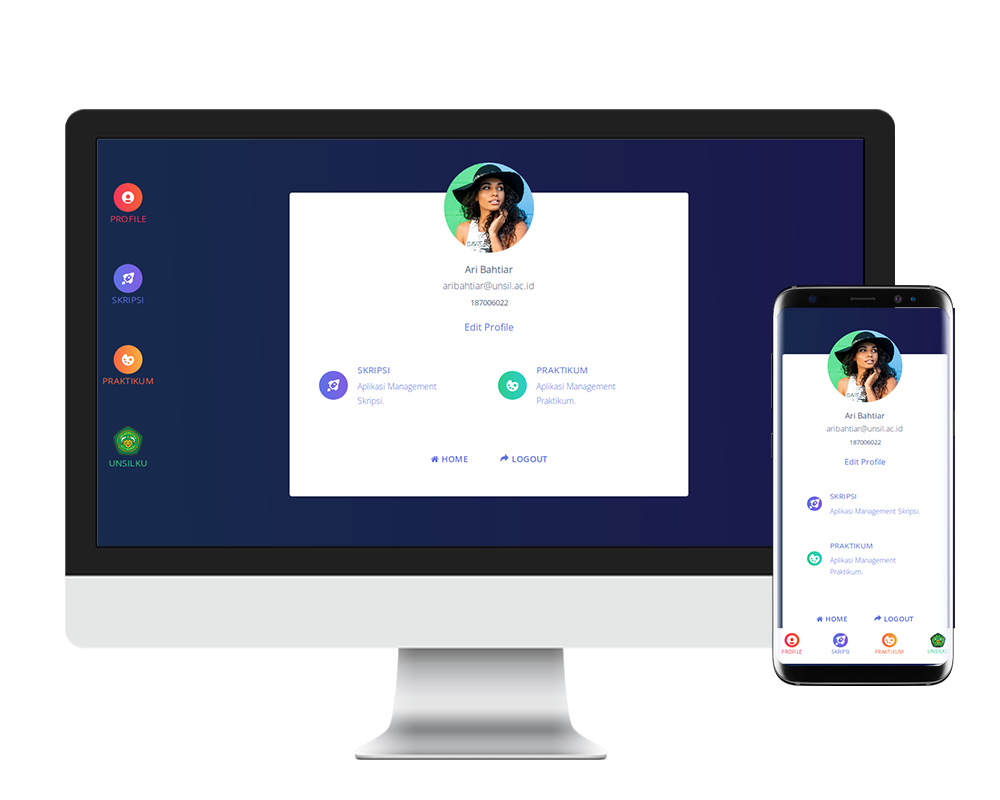 PROFILE
SKRIPSI
PRAKTIKUM
UNSILKU
Ari Bahtiar
aribahtiar@unsil.ac.id
187006022
Edit Profile
SKRIPSI
Aplikasi Management
Skripsi.
PRAKTIKUM
Aplikasi Management
Praktikum.
HOME
LOGOUT
Ari Bahtiar
aribahtiar@unsil.ac.id
187006022
Edit Profile
SKRIPSI
Aplikasi Management Skripsi.
PRAKTIKUM
Aplikasi Management
Praktikum.
HOME
LOGOUT
PROFILE
SKRIPSI
PRAKTIKUM
UNSILKU